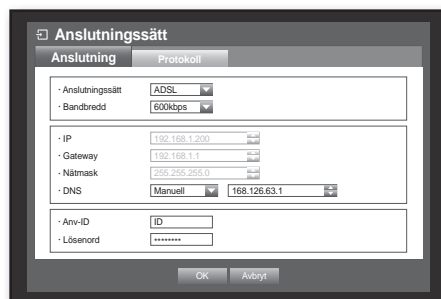 Anslutningssätt
Anslutning Protokoll
· Anslutningssätt ADSL
· Bandbredd 600kbps
· IP 192.168.1.200
· Gateway 192.168.1.1
· Nätmask 255.255.255.0
· DNS Manuell 168.126.63.1
· Anv-ID ID
· Lösenord ********
OK Avbryt